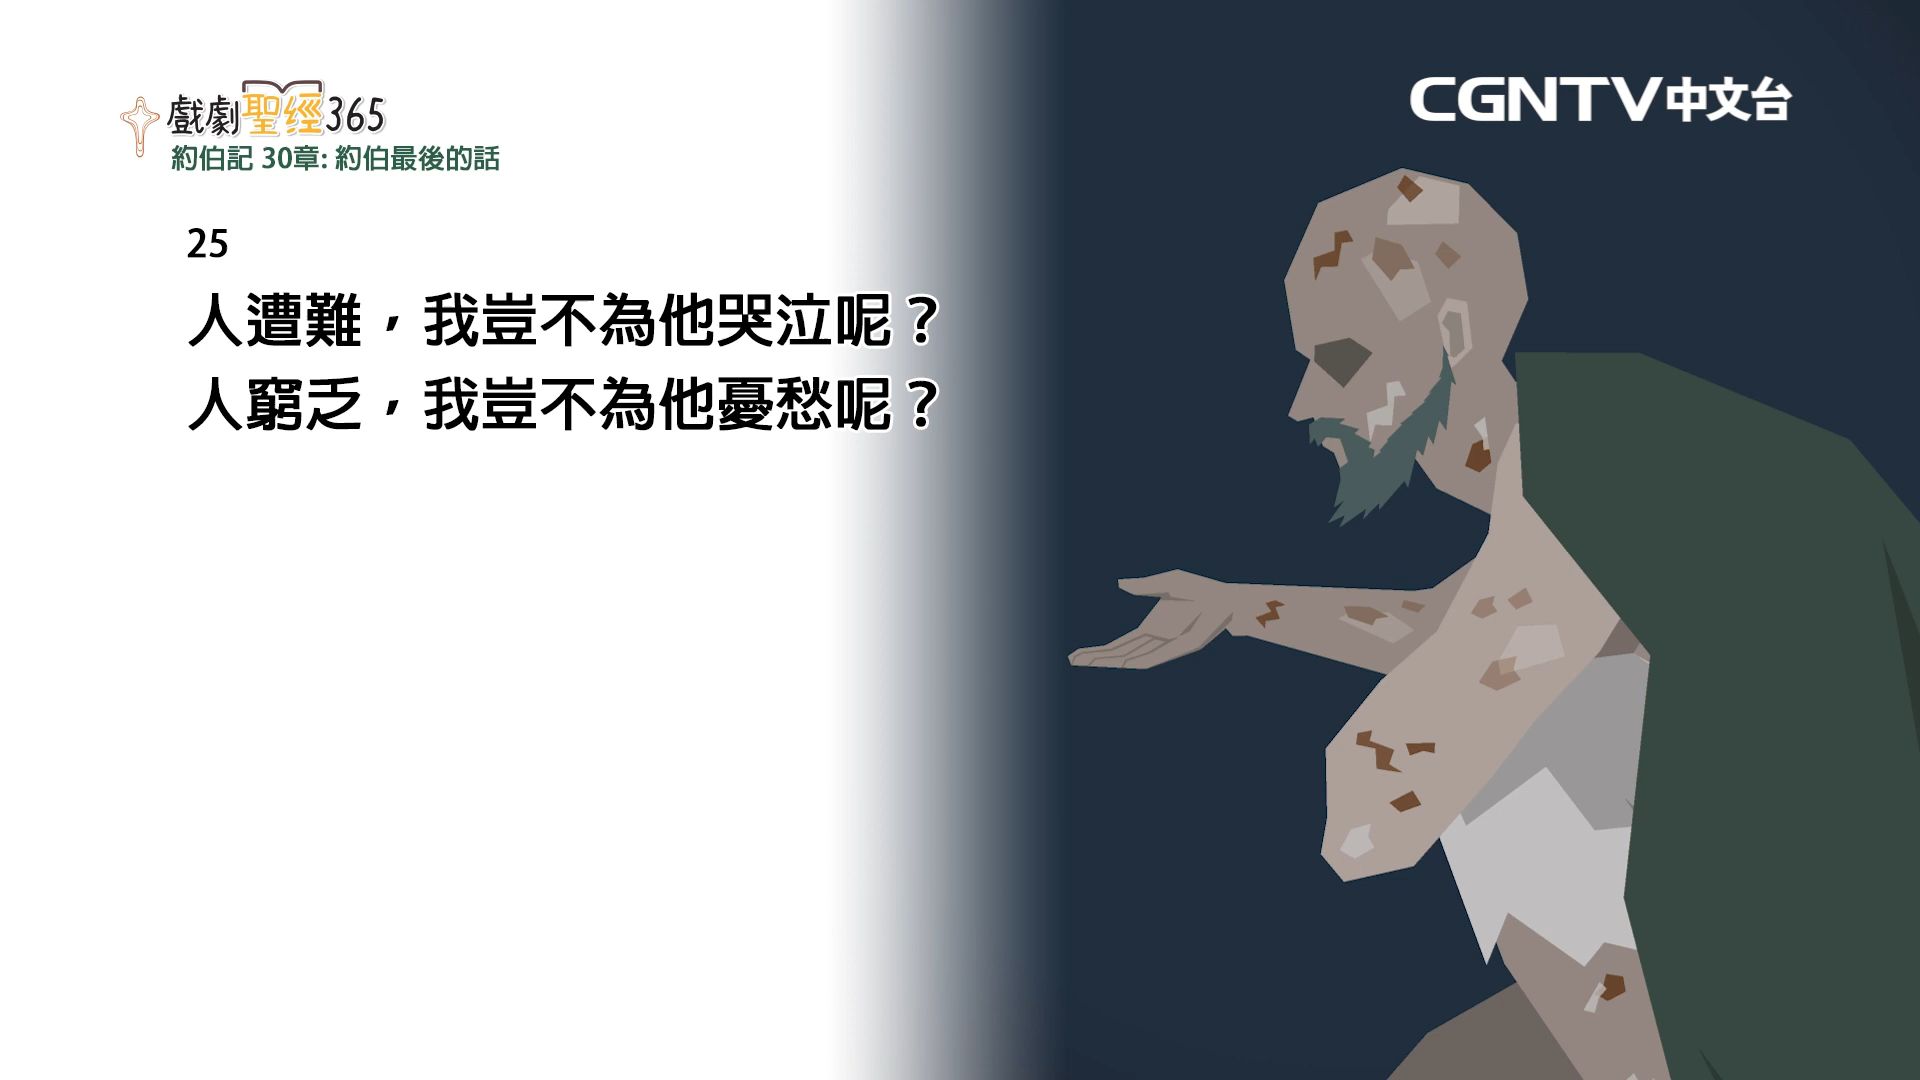 戲劇聖經365
CGNTV中文台
約伯記 30章: 約伯最後的話
25
人遭難，我豈不為他哭泣呢？
人窮乏，我豈不為他憂愁呢？